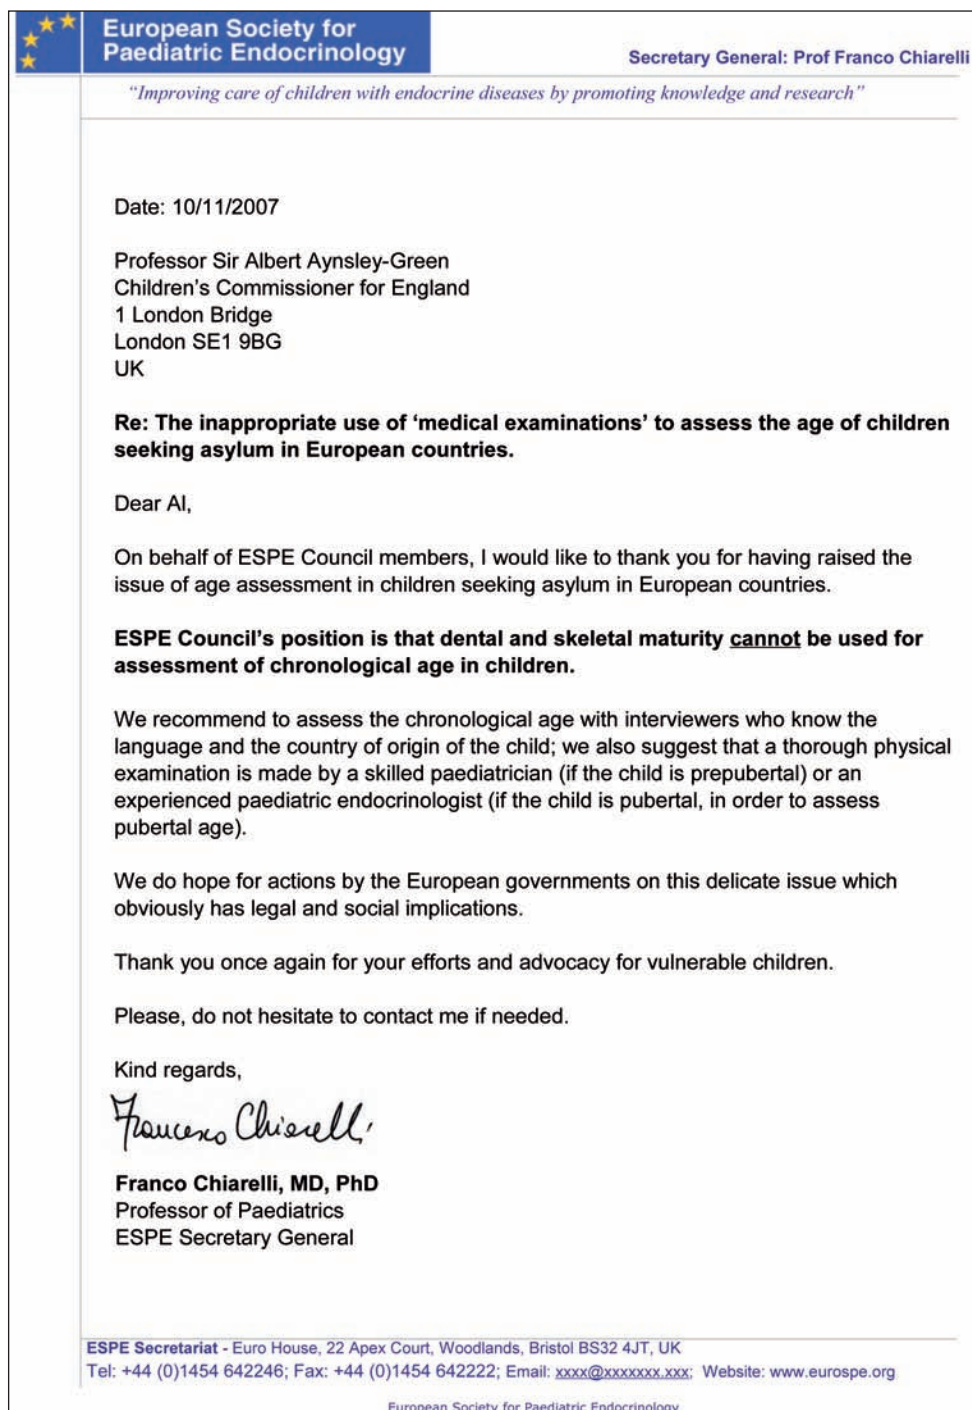 European Society for
Paediatric Endocrinology
Secretary General: Prof Franco Chiarelli
“Improving care of children with endocrine diseases by promoting knowledge and research”
Date: 10/11/2007
Professor Sir Albert Aynsley-Green
Children’s Commissioner for England
1 London Bridge
London SE1 9BG
UK
Re: The inappropriate use of ‘medical examinations’ to assess the age of children
seeking asylum in European countries.
Dear Al,
On behalf of ESPE Council members, I would like to thank you for having raised the
issue of age assessment in children seeking asylum in European countries.
ESPE Council’s position is that dental and skeletal maturity cannot be used for
assessment of chronological age in children.
We recommend to assess the chronological age with interviewers who know the
language and the country of origin of the child; we also suggest that a thorough physical
examination is made by a skilled paediatrician (if the child is prepubertal) or an
experienced paediatric endocrinologist (if the child is pubertal, in order to assess
pubertal age).
We do hope for actions by the European governments on this delicate issue which
obviously has legal and social implications.
Thank you once again for your efforts and advocacy for vulnerable children.
Please, do not hesitate to contact me if needed.
Kind regards,
Francesco Chiarelli
Franco Chiarelli, MD, PhD
Professor of Paediatrics
ESPE Secretary General
ESPE Secretariat - Euro House, 22 Apex Court, Woodlands, Bristol BS32 4JT, UK
Tel: +44 (0)1454 642246; Fax: +44 (0)1454 642222; Email: xxxx@xxxxxxx.xxx; Website: www.eurospe.org
European Society for Paediatric Endocrinology